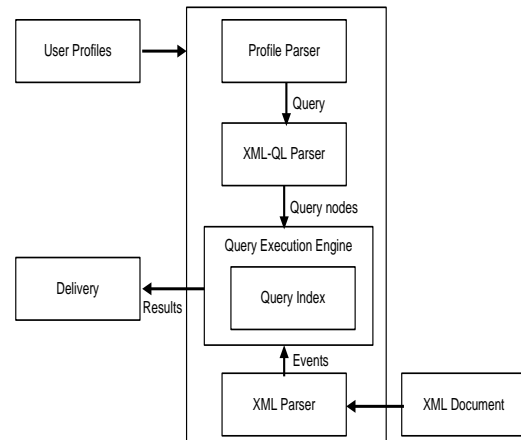 User Profiles
Profile Parser
Query
XML-QL Parser
Query nodes
Query Execution Engine
Query Index
Delivery
Results
Events
XML Parser
XML Document